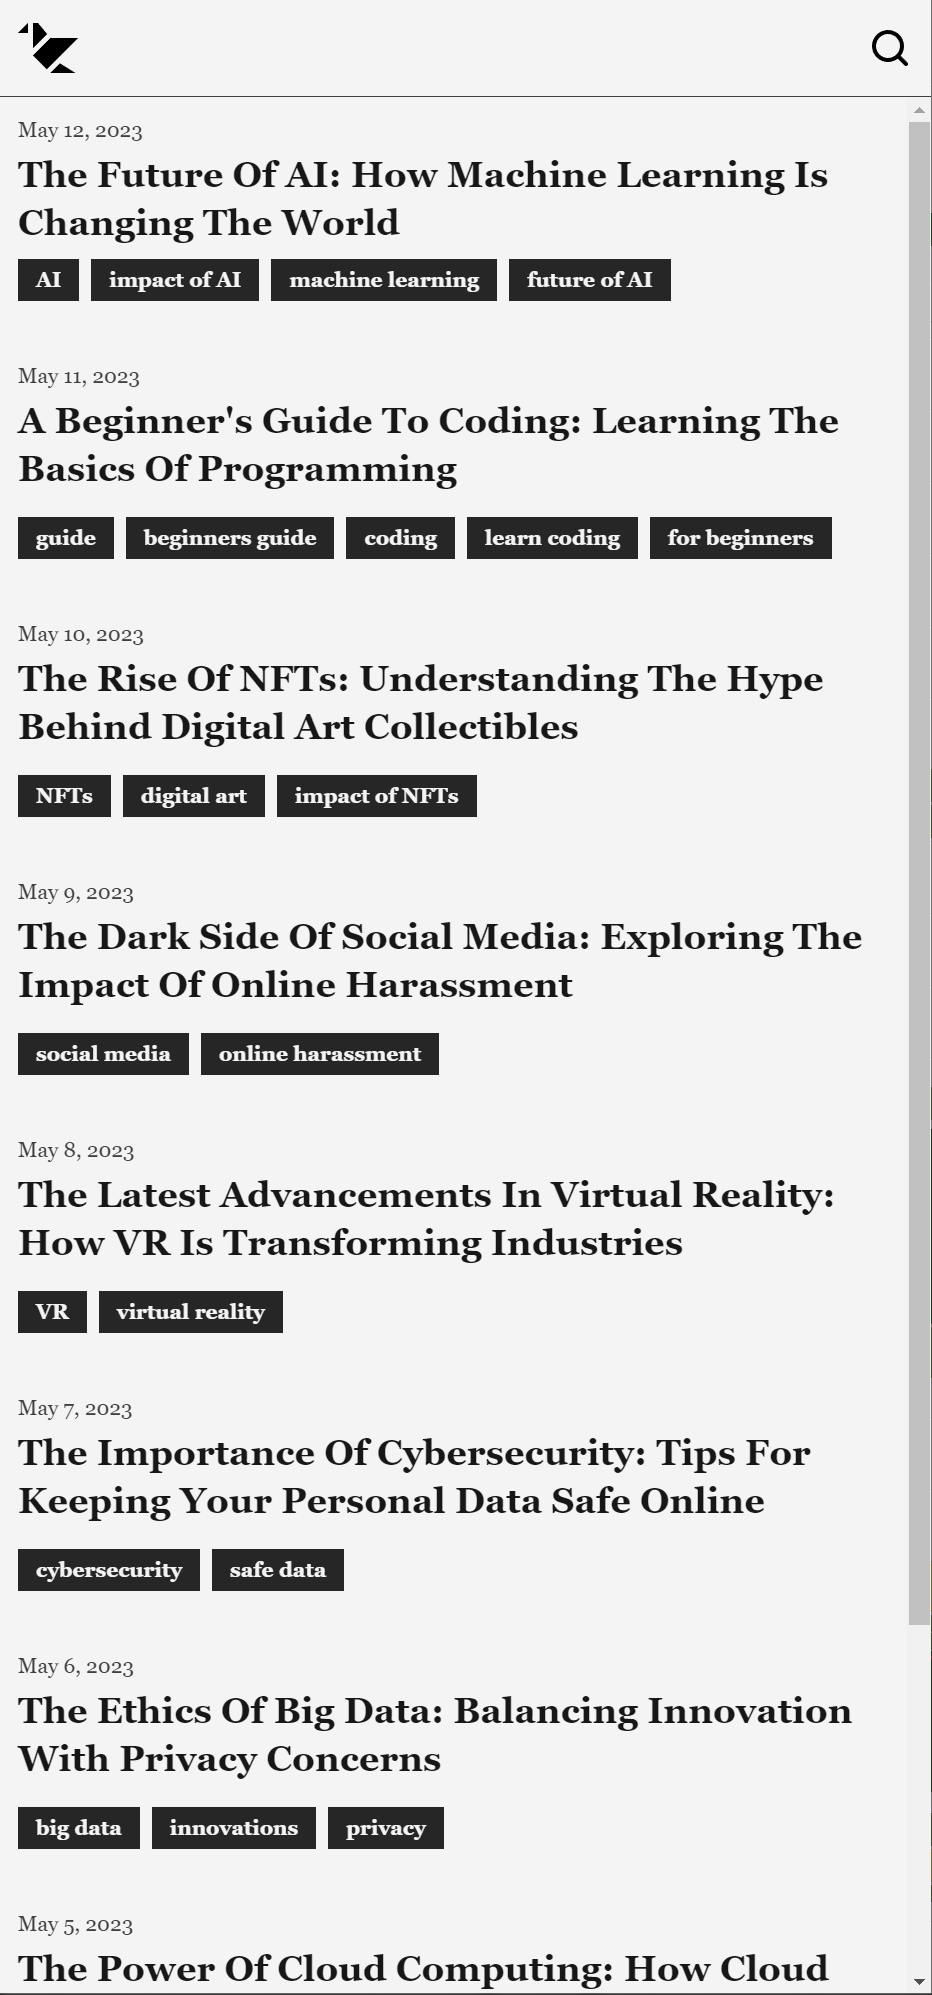 May 12, 2023
The Future Of AI: How Machine Learning Is
Changing The World
AI impact of AI machine learning future of AI
May 11, 2023
A Beginner's Guide To Coding: Learning The
Basics Of Programming
guide beginners guide coding learn coding for beginners
May 10, 2023
The Rise Of NFTs: Understanding The Hype
Behind Digital Art Collectibles
NFTs digital art impact of NFTs
May 9, 2023
The Dark Side Of Social Media: Exploring The
Impact Of Online Harassment
social media online harassment
May 8, 2023
The Latest Advancements In Virtual Reality:
How VR Is Transforming Industries
VR virtual reality
May 7, 2023
The Importance Of Cybersecurity: Tips For
Keeping Your Personal Data Safe Online
cybersecurity safe data
May 6, 2023
The Ethics Of Big Data: Balancing Innovation
With Privacy Concerns
big data innovations privacy
May 5, 2023
The Power Of Cloud Computing: How Cloud